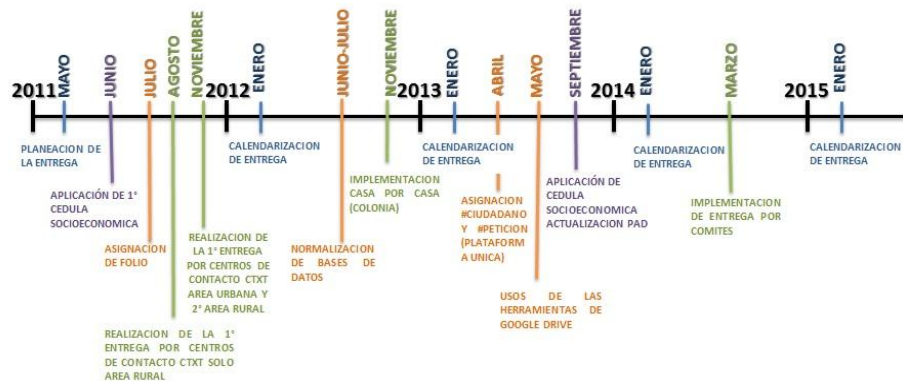 2011
MAYO
JUNIO
JULIO
AGOSTO
NOVIEMBRE
2012
ENERO
JUNIO-JULIO
NOVIEMBRE
2013
ENERO
ABRIL
MAYO
SEPTIEMBRE
2014
ENERO
MARZO
2015
ENERO
PLANEACION DE
LA ENTREGA
APLICACIÓN DE 1°
CEDULA
SOCIOECONOMICA
ASIGNACION
DE FOLIO
REALIZACION DE LA 1°
ENTREGA POR CENTROS
DE CONTACTO CTXT SOLO
AREA RURAL
REALIZACION DE
LA 1° ENTREGA
POR CENTROS DE
CONTACTO CTXT
AREA URBANA Y
2° AREA RURAL
CALENDARIZACION
DE ENTREGA
NORMALIZACION
DE BASES DE
DATOS
IMPLEMENTACION
CASA POR CASA
(COLONIA)
CALENDARIZACION
DE ENTREGA
ASIGNACION
#CIUDADANO
Y #PETICION
(PLATAFORM
A UNICA)
USOS DE LAS
HERRAMIENTAS DE
GOOGLE DRIVE
APLICACIÓN DE
CEDULA
SOCIOECONOMICA
ACTUALIZACION PAD
CALENDARIZACION
DE ENTREGA
IMPLEMENTACION
DE ENTREGA POR
COMITES
CALENDARIZACION
DE ENTREGA